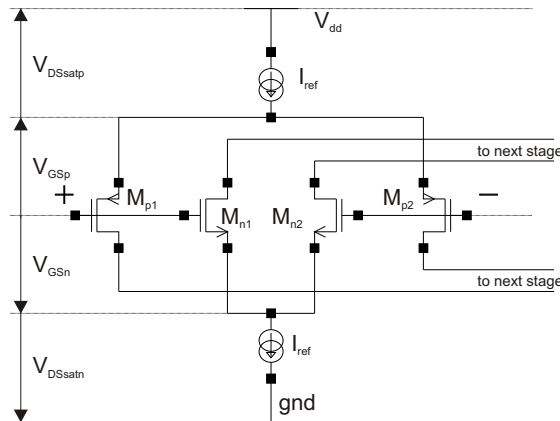 V_dd
V_DSsatp
I_ref
to next stage
V_GSp
+
M_p1
M_n1
M_n2
M_p2
−
V_GSn
to next stage
I_ref
V_DSsatn
gnd